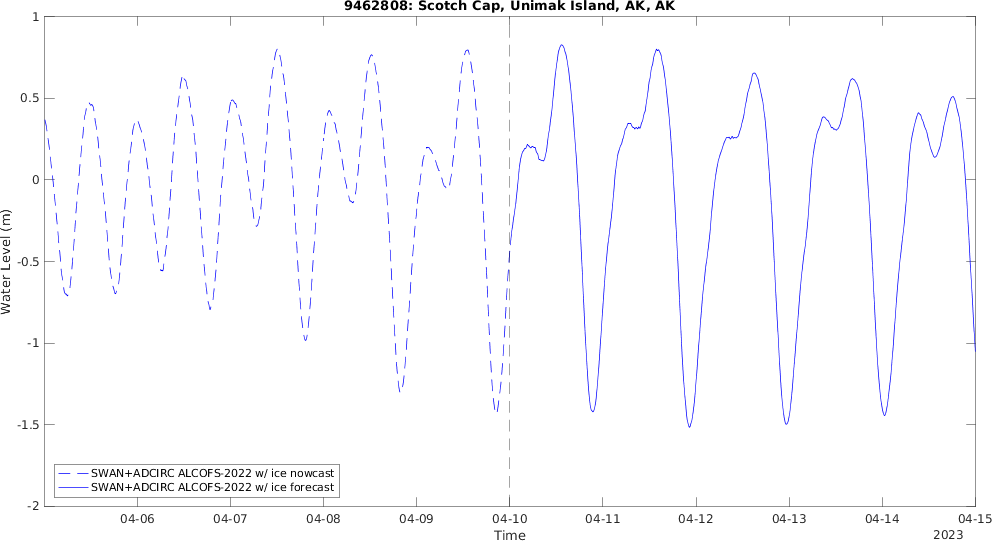 9462808: Scotch Cap, Unimak Island, AK, AK
1
0.5
0
-0.5
-1
-1.5
-2
Water Level (m)
SWAN+ADCIRC ALCOFS-2022 w/ ice nowcast
SWAN+ADCIRC ALCOFS-2022 w/ ice forecast
04-06 04-07 04-08 04-09 04-10 04-11 04-12 04-13 04-14 04-15
Time
2023